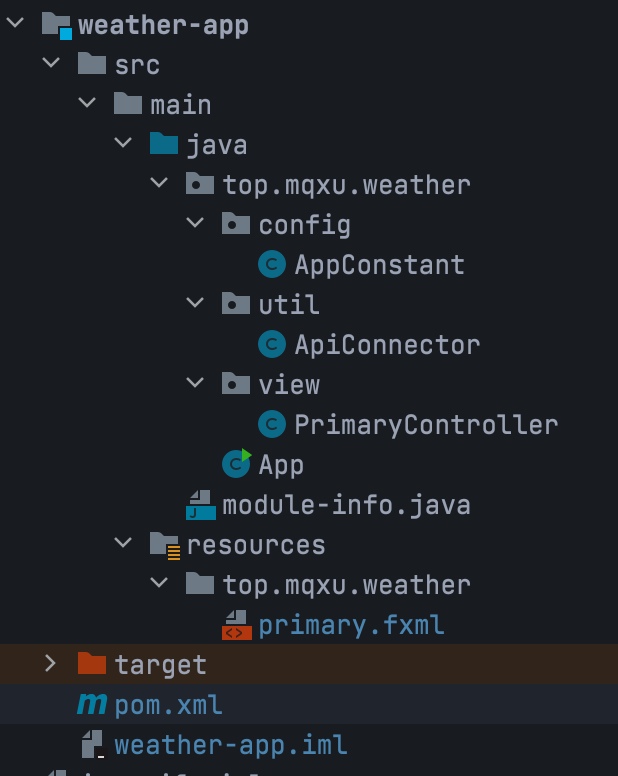 weather-app
src
main
java
top.mqxu.weather
config
AppConstant
util
ApiConnector
view
PrimaryController
App
module-info.java
resources
top.mqxu.weather
primary.fxml
target
pom.xml
weather-app.iml